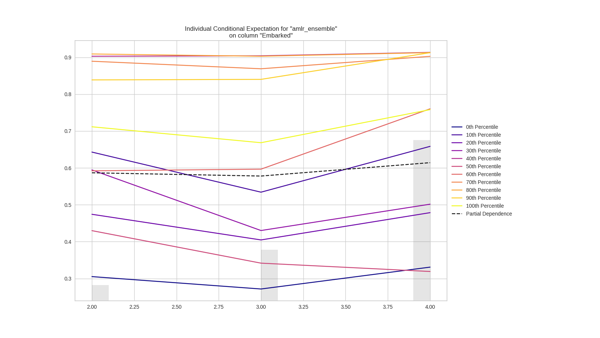 Individual Conditional Expectation for "amlr_ensemble"
on column "Embarked"
0.9
0.8
0.7
0.6
0.5
0.4
0.3
2.00
2.25
2.50
2.75
3.00
3.25
3.50
3.75
4.00
0th Percentile
10th Percentile
20th Percentile
30th Percentile
40th Percentile
50th Percentile
60th Percentile
70th Percentile
80th Percentile
90th Percentile
100th Percentile
Partial Dependence